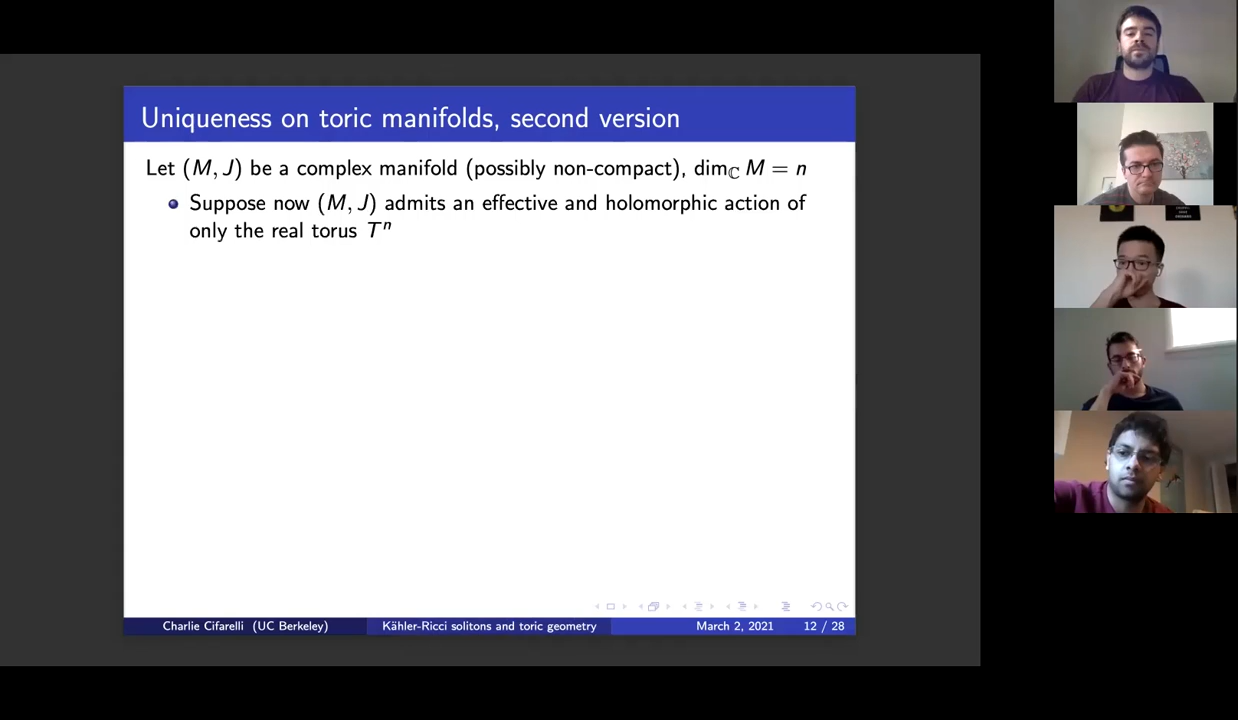 Uniqueness on toric manifolds, second version
Let (M, J) be a complex manifold (possibly non-compact), dim_ℂ M = n
Suppose now (M, J) admits an effective and holomorphic action of
only the real torus Tⁿ
Charlie Cifarelli (UC Berkeley) Kähler-Ricci solitons and toric geometry March 2, 2021 12 / 28